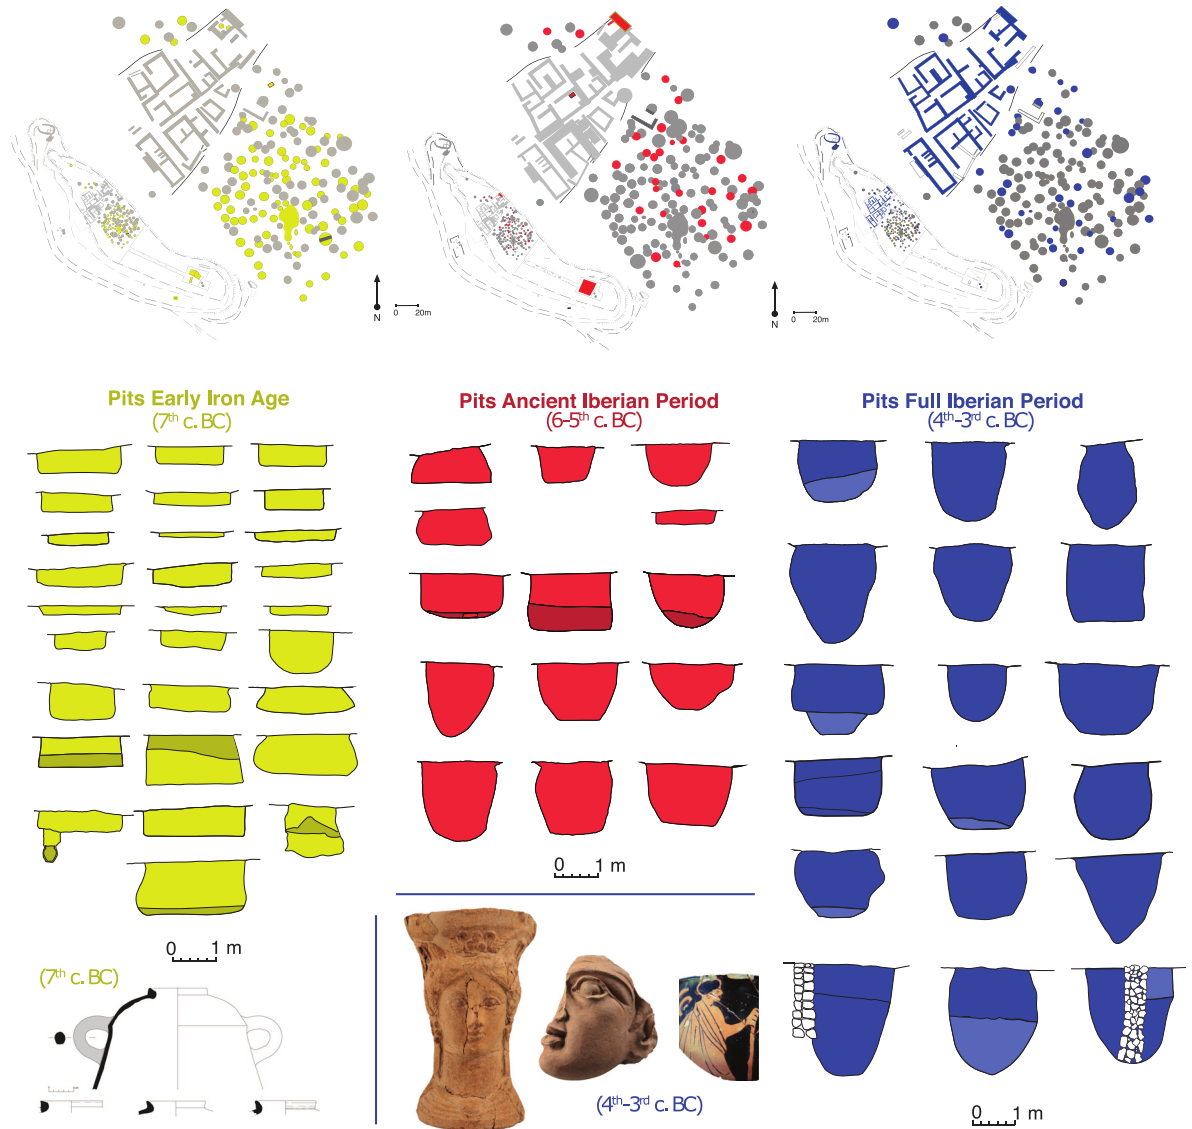 N
0 20m
N
0 20m
Pits Early Iron Age
(7th c. BC)
Pits Ancient Iberian Period
(6-5th c. BC)
Pits Full Iberian Period
(4th-3rd c. BC)
0 1 m
0 1 m
(7th c. BC)
(4th-3rd c. BC)
0 1 m